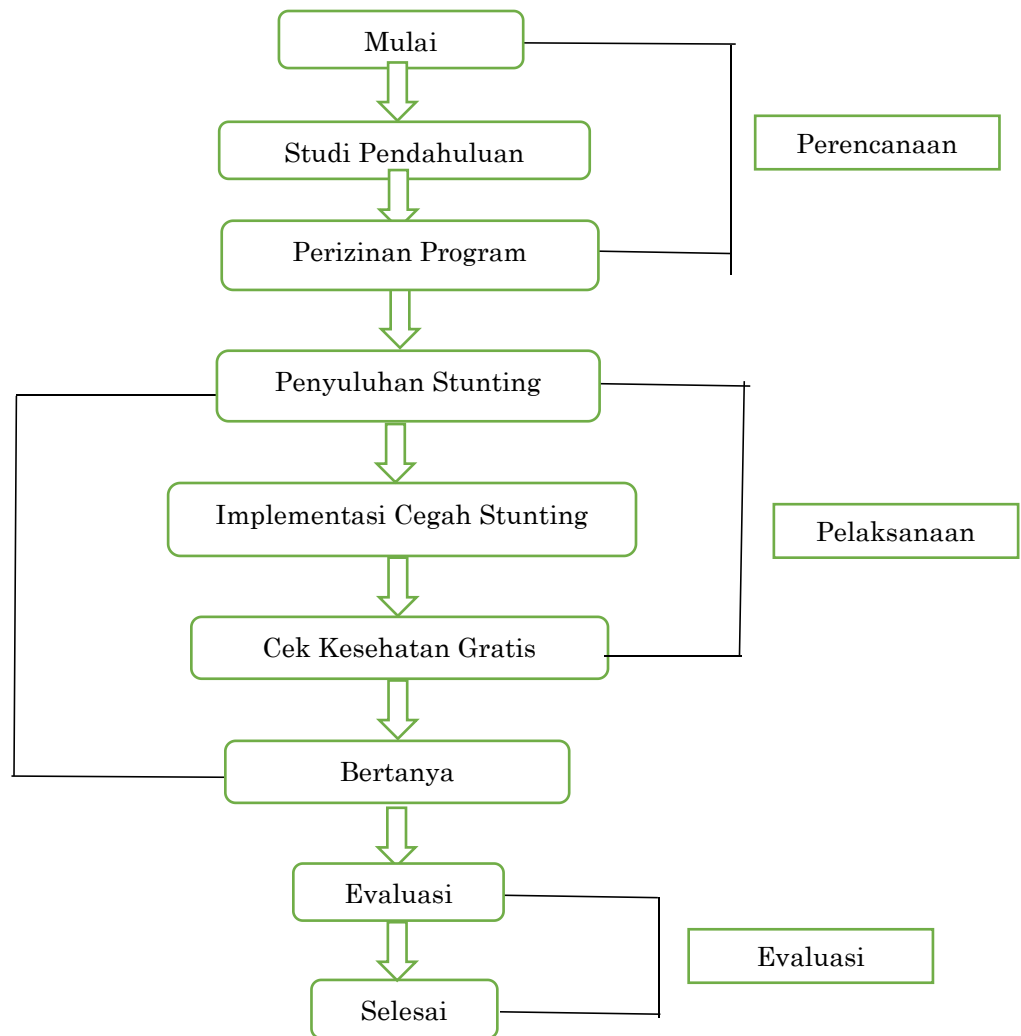 Mulai
Studi Pendahuluan
Perencanaan
Perizinan Program
Penyuluhan Stunting
Implementasi Cegah Stunting
Pelaksanaan
Cek Kesehatan Gratis
Bertanya
Evaluasi
Evaluasi
Selesai